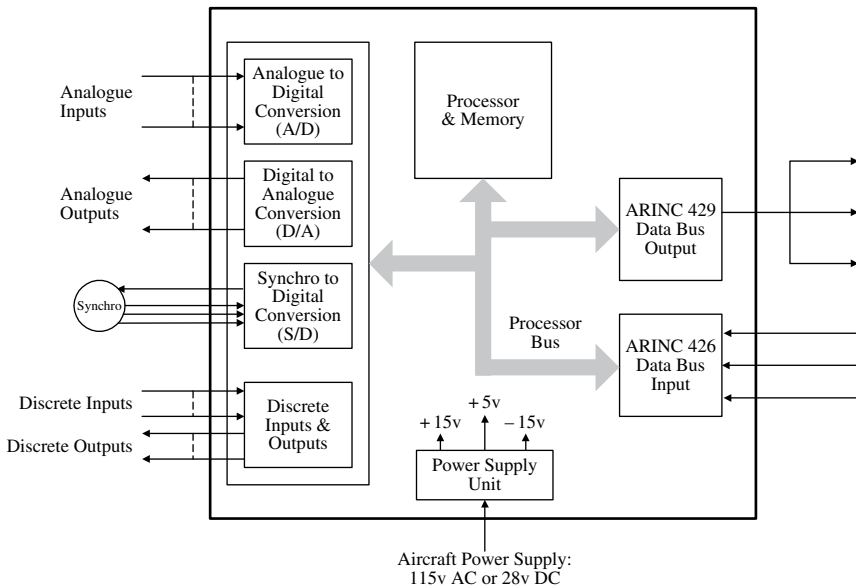 Analogue
Inputs
Analogue to
Digital
Conversion
(A/D)
Processor
& Memory
Analogue
Outputs
Digital to
Analogue
Conversion
(D/A)
ARINC 429
Data Bus
Output
Synchro
Synchro to
Digital
Conversion
(S/D)
Processor
Bus
ARINC 426
Data Bus
Input
Discrete Inputs
Discrete Outputs
Discrete
Inputs &
Outputs
+15v
+5v
−15v
Power Supply
Unit
Aircraft Power Supply:
115v AC or 28v DC